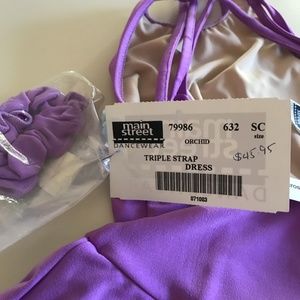 main street DANCEWEAR
79986 632 SC
ORCHID size
TRIPLE STRAP
DRESS
$45.95
071003